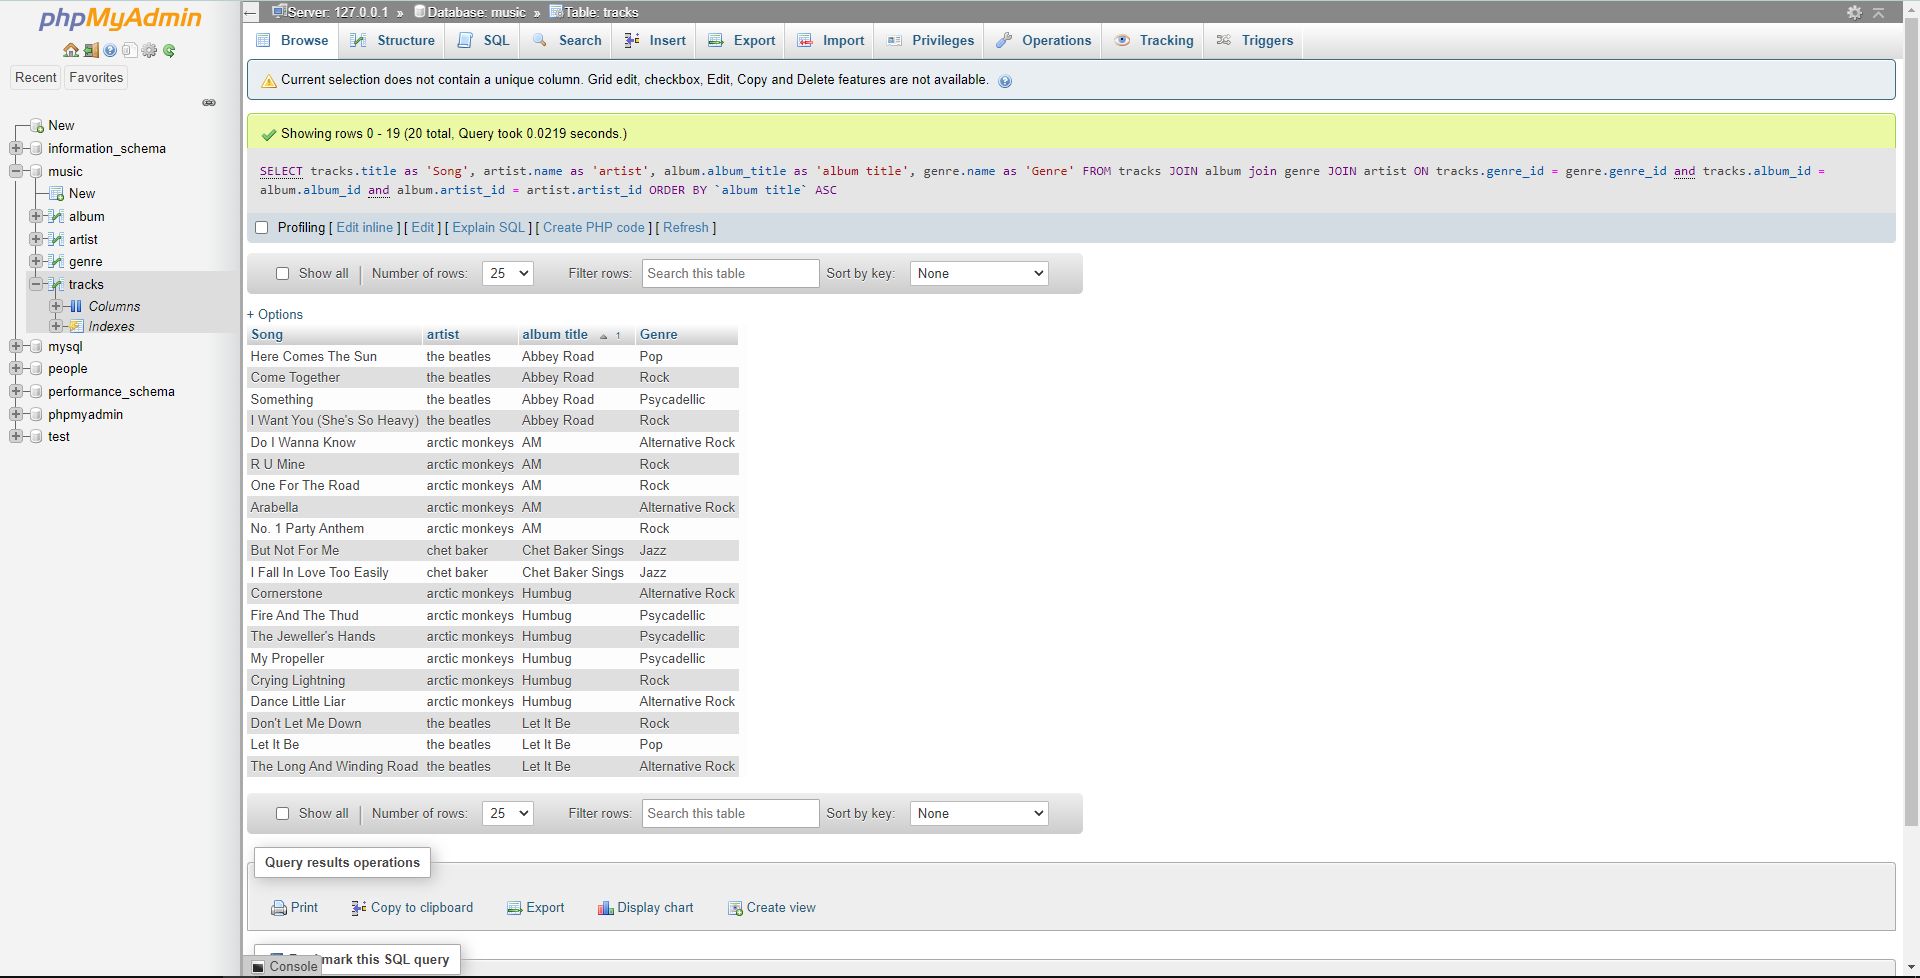 phpMyAdmin
Recent Favorites
New
information_schema
music
New
album
artist
genre
tracks
Columns
Indexes
mysql
people
performance_schema
phpmyadmin
test
Server: 127.0.0.1 » Database: music » Table: tracks
Browse Structure SQL Search Insert Export Import Privileges Operations Tracking Triggers
Current selection does not contain a unique column. Grid edit, checkbox, Edit, Copy and Delete features are not available.
Showing rows 0 - 19 (20 total, Query took 0.0219 seconds.)
SELECT tracks.title as 'Song', artist.name as 'artist', album.album_title as 'album title', genre.name as 'Genre' FROM tracks JOIN album join genre JOIN artist ON tracks.genre_id = genre.genre_id and tracks.album_id =
album.album_id and album.artist_id = artist.artist_id ORDER BY `album title` ASC
Profiling [ Edit inline ] [ Edit ] [ Explain SQL ] [ Create PHP code ] [ Refresh ]
Show all Number of rows: 25 Filter rows: Search this table Sort by key: None
+ Options
Song artist album title 1 Genre
Here Comes The Sun the beatles Abbey Road Pop
Come Together the beatles Abbey Road Rock
Something the beatles Abbey Road Psycadellic
I Want You (She's So Heavy) the beatles Abbey Road Rock
Do I Wanna Know arctic monkeys AM Alternative Rock
R U Mine arctic monkeys AM Rock
One For The Road arctic monkeys AM Rock
Arabella arctic monkeys AM Alternative Rock
No. 1 Party Anthem arctic monkeys AM Rock
But Not For Me chet baker Chet Baker Sings Jazz
I Fall In Love Too Easily chet baker Chet Baker Sings Jazz
Cornerstone arctic monkeys Humbug Alternative Rock
Fire And The Thud arctic monkeys Humbug Psycadellic
The Jeweller's Hands arctic monkeys Humbug Psycadellic
My Propeller arctic monkeys Humbug Psycadellic
Crying Lightning arctic monkeys Humbug Rock
Dance Little Liar arctic monkeys Humbug Alternative Rock
Don't Let Me Down the beatles Let It Be Rock
Let It Be the beatles Let It Be Pop
The Long And Winding Road the beatles Let It Be Alternative Rock
Show all Number of rows: 25 Filter rows: Search this table Sort by key: None
Query results operations
Print Copy to clipboard Export Display chart Create view
mark this SQL query
Console